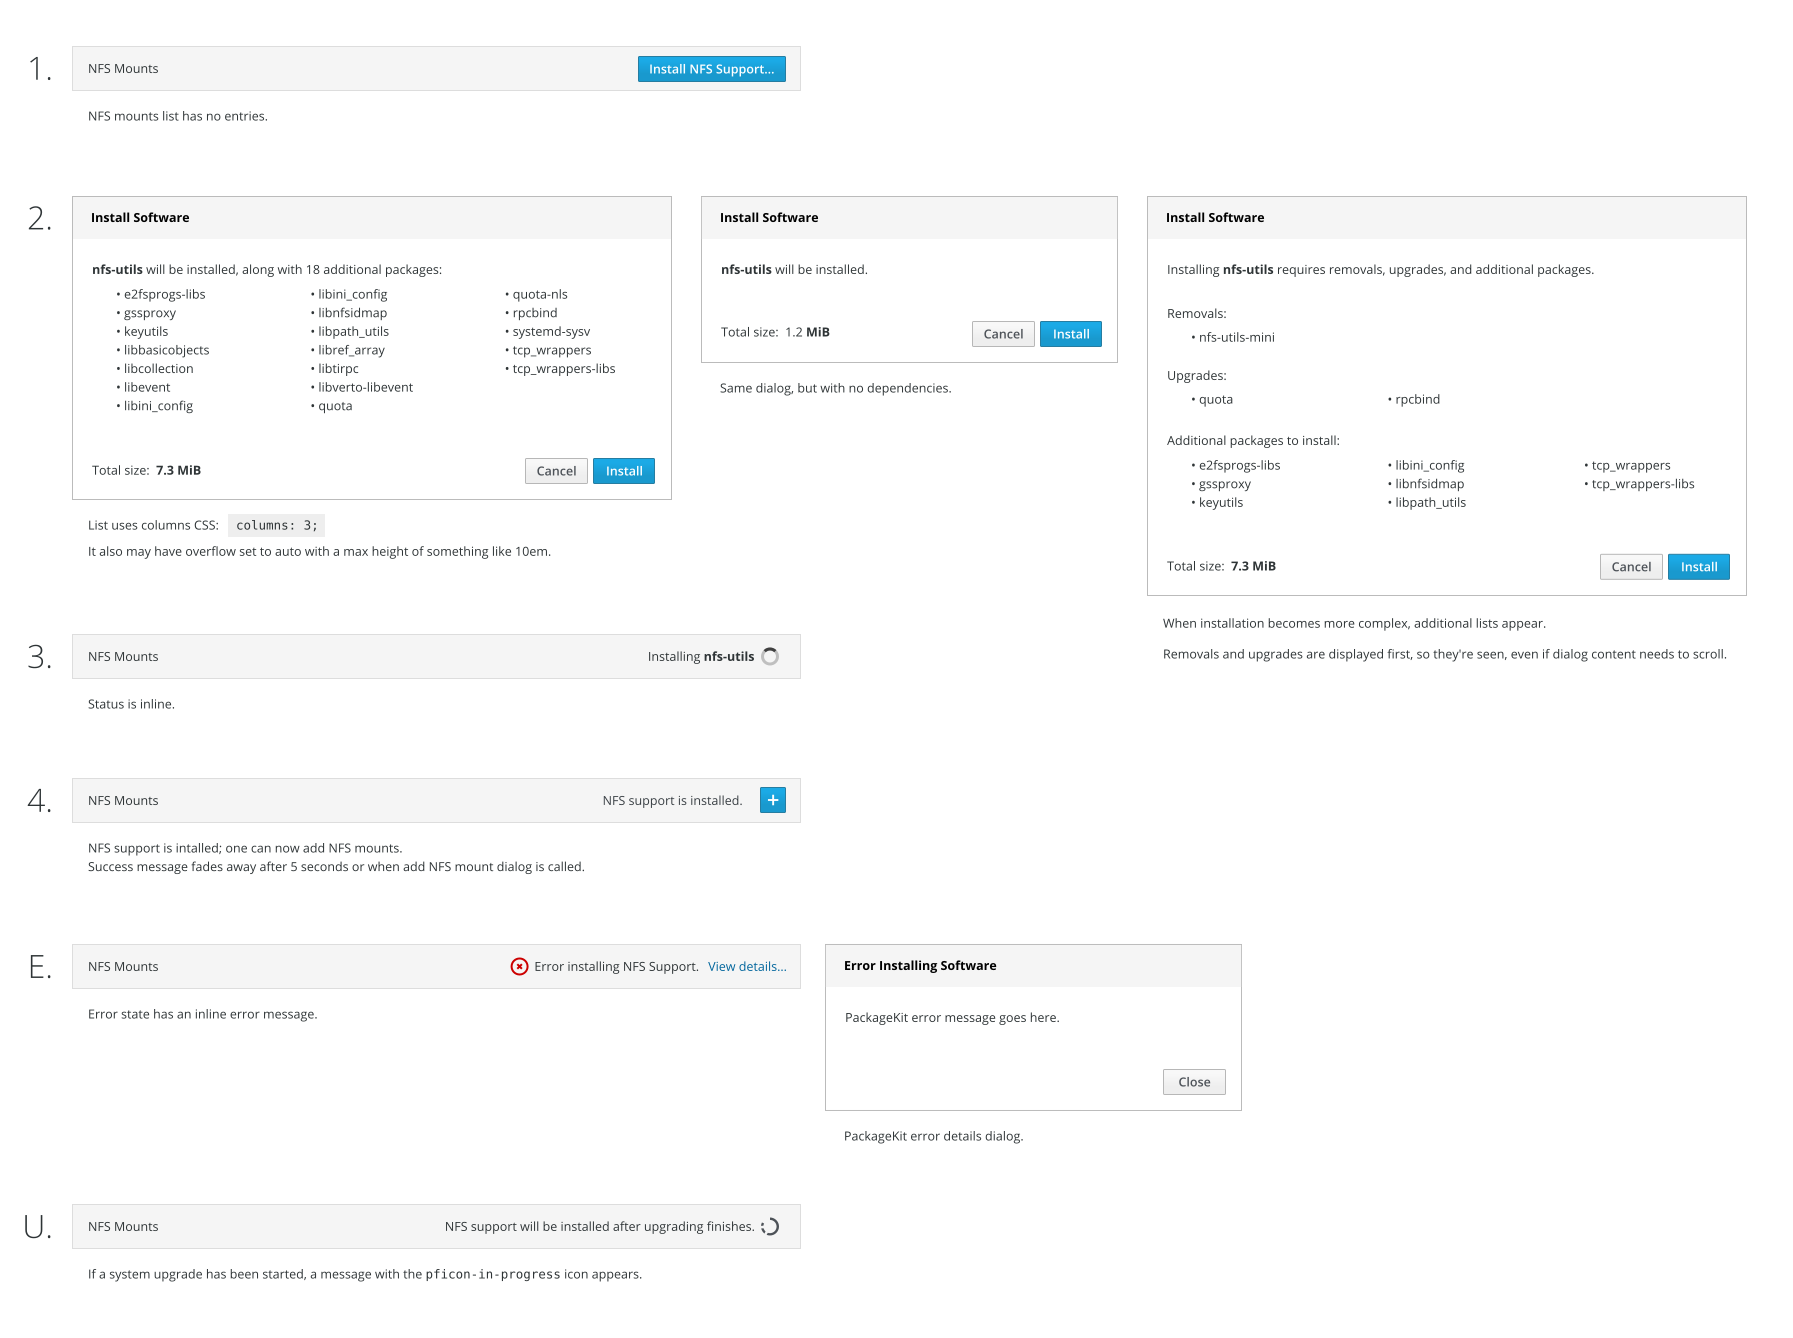 1.
NFS Mounts
Install NFS Support...
NFS mounts list has no entries.
2.
Install Software
nfs-utils will be installed, along with 18 additional packages:
• e2fsprogs-libs
• gssproxy
• keyutils
• libbasicobjects
• libcollection
• libevent
• libini_config
• libini_config
• libnfsidmap
• libpath_utils
• libref_array
• libtirpc
• libverto-libevent
• quota
• quota-nls
• rpcbind
• systemd-sysv
• tcp_wrappers
• tcp_wrappers-libs
Total size: 7.3 MiB
Cancel
Install
List uses columns CSS: columns: 3;
It also may have overflow set to auto with a max height of something like 10em.
Install Software
nfs-utils will be installed.
Total size: 1.2 MiB
Cancel
Install
Same dialog, but with no dependencies.
Install Software
Installing nfs-utils requires removals, upgrades, and additional packages.
Removals:
• nfs-utils-mini
Upgrades:
• quota
• rpcbind
Additional packages to install:
• e2fsprogs-libs
• gssproxy
• keyutils
• libini_config
• libnfsidmap
• libpath_utils
• tcp_wrappers
• tcp_wrappers-libs
Total size: 7.3 MiB
Cancel
Install
When installation becomes more complex, additional lists appear.
Removals and upgrades are displayed first, so they're seen, even if dialog content needs to scroll.
3.
NFS Mounts
Installing nfs-utils
Status is inline.
4.
NFS Mounts
NFS support is installed.
+
NFS support is intalled; one can now add NFS mounts.
Success message fades away after 5 seconds or when add NFS mount dialog is called.
E.
NFS Mounts
Error installing NFS Support. View details...
Error state has an inline error message.
Error Installing Software
PackageKit error message goes here.
Close
PackageKit error details dialog.
U.
NFS Mounts
NFS support will be installed after upgrading finishes.
If a system upgrade has been started, a message with the pficon-in-progress icon appears.